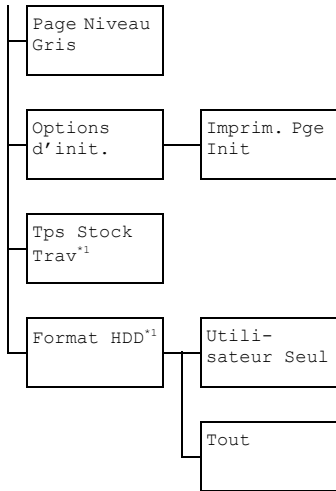 Page Niveau
Gris
Options
d'init.
Imprim. Pge
Init
Tps Stock
Trav*1
Format HDD*1
Utili-
sateur Seul
Tout